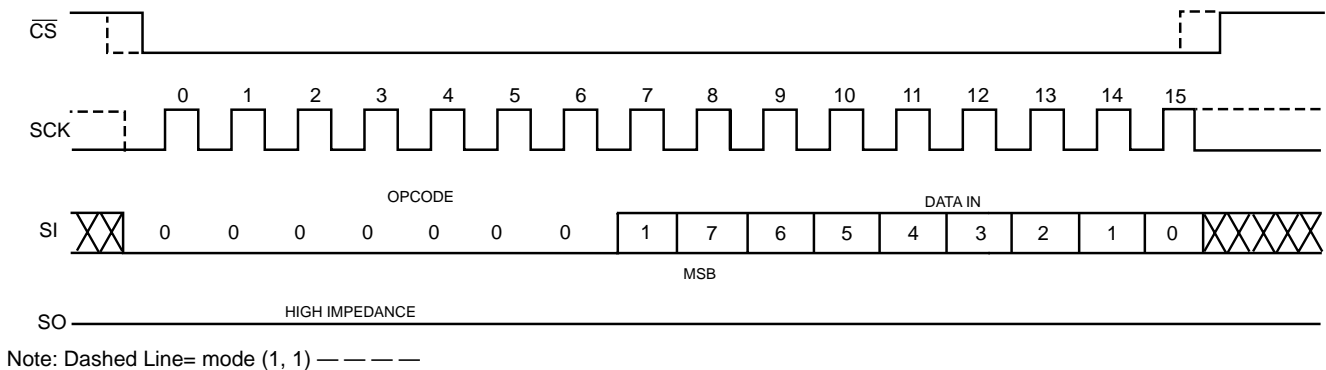 CS
0 1 2 3 4 5 6 7 8 9 10 11 12 13 14 15
SCK
OPCODE DATA IN
SI 0 0 0 0 0 0 0 1 7 6 5 4 3 2 1 0
MSB
HIGH IMPEDANCE
SO
Note: Dashed Line= mode (1, 1) — — — —